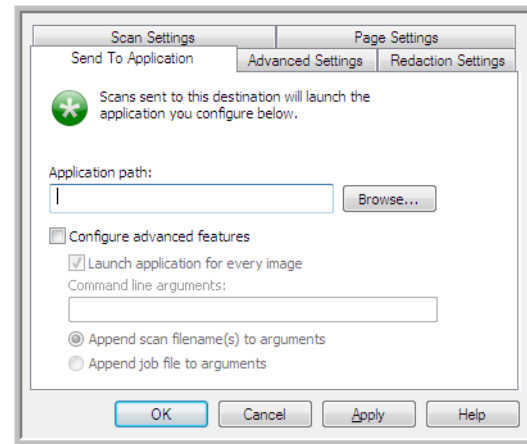 Scan Settings
Page Settings
Send To Application
Advanced Settings
Redaction Settings
Scans sent to this destination will launch the
application you configure below.
Application path:
Browse...
Configure advanced features
Launch application for every image
Command line arguments:
Append scan filename(s) to arguments
Append job file to arguments
OK
Cancel
Apply
Help